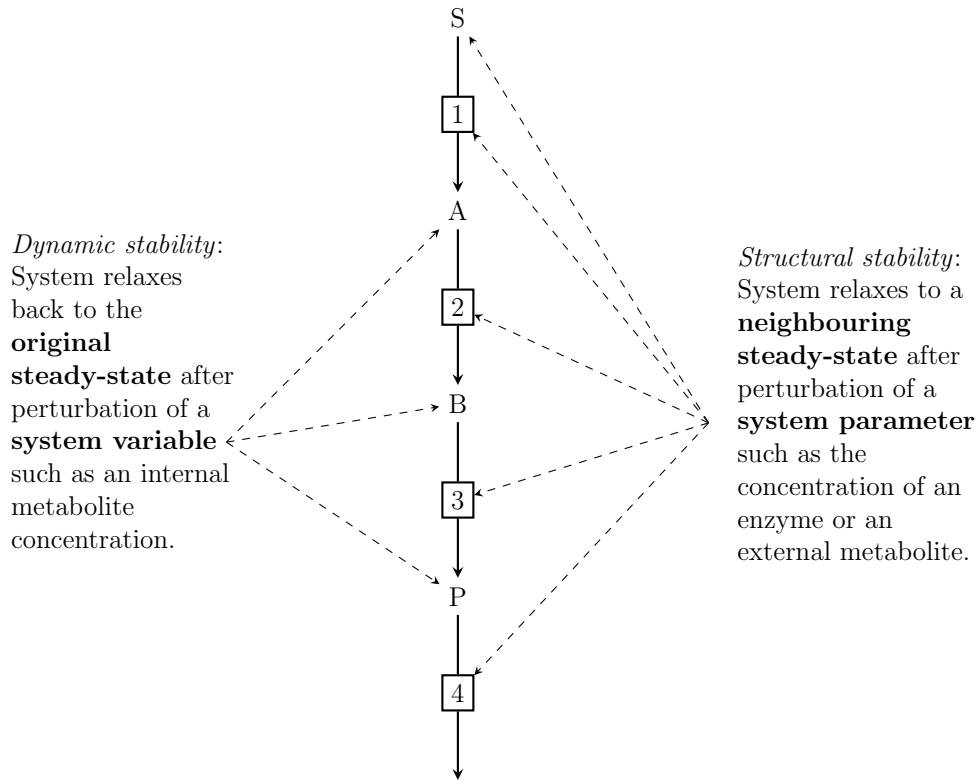 S
1
A
2
B
3
P
4
Dynamic stability:
System relaxes
back to the
original
steady-state after
perturbation of a
system variable
such as an internal
metabolite
concentration.
Structural stability:
System relaxes to a
neighbouring
steady-state after
perturbation of a
system parameter
such as the
concentration of an
enzyme or an
external metabolite.